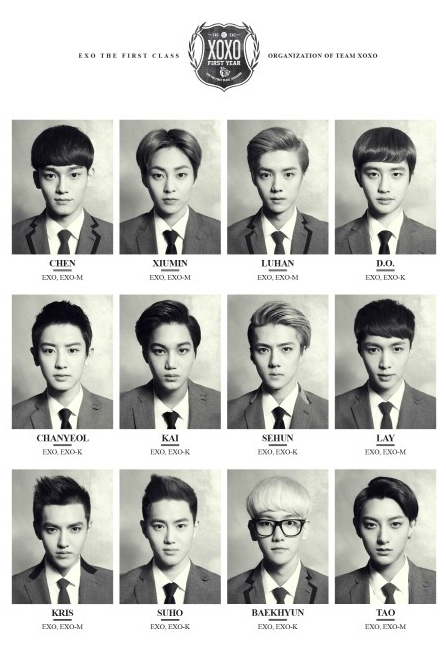 EXO THE FIRST CLASS
XOXO
FIRST YEAR
ORGANIZATION OF TEAM XOXO
CHEN
EXO, EXO-M
XIUMIN
EXO, EXO-M
LUHAN
EXO, EXO-M
D.O.
EXO, EXO-K
CHANYEOL
EXO, EXO-K
KAI
EXO, EXO-K
SEHUN
EXO, EXO-K
LAY
EXO, EXO-M
KRIS
EXO, EXO-M
SUHO
EXO, EXO-K
BAEKHYUN
EXO, EXO-K
TAO
EXO, EXO-M